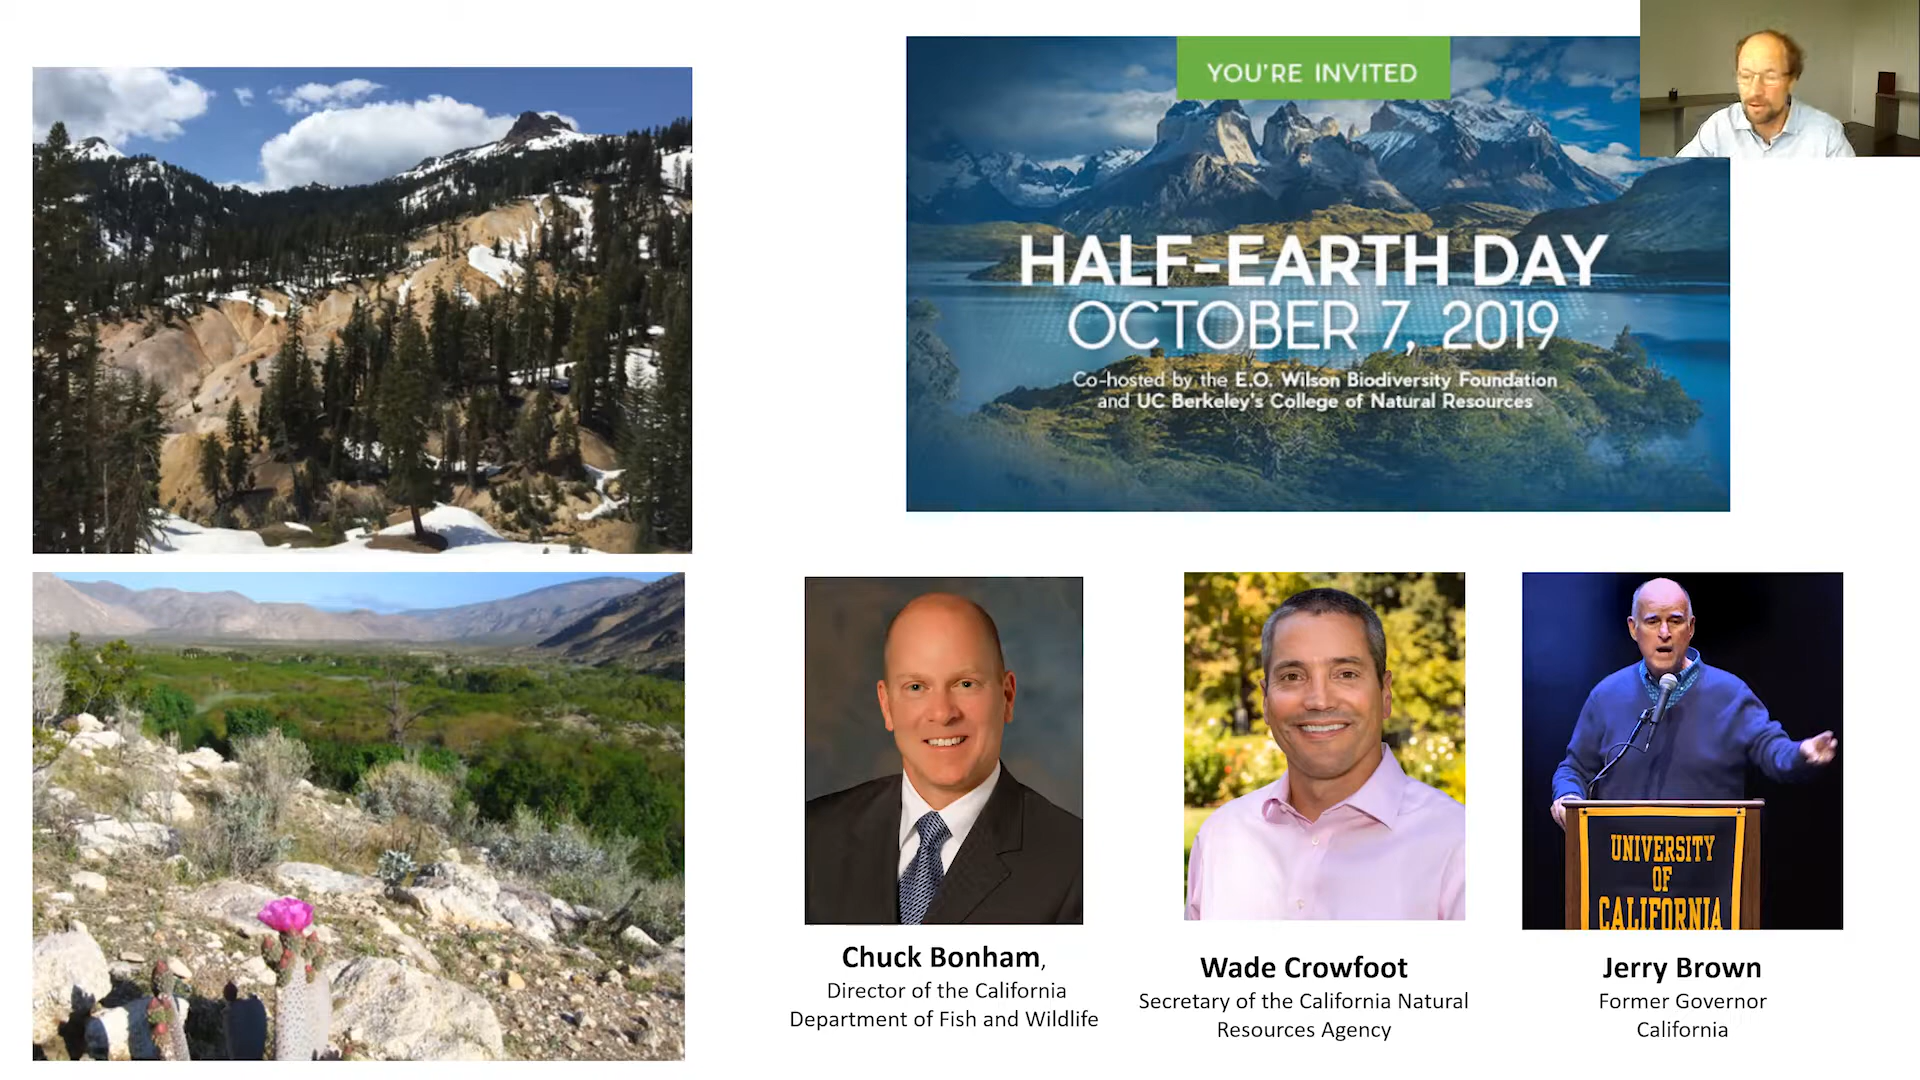 YOU'RE INVITED
HALF-EARTH DAY
OCTOBER 7, 2019
Co-hosted by the E.O. Wilson Biodiversity Foundation
and UC Berkeley's College of Natural Resources
UNIVERSITY
OF
CALIFORNIA
Chuck Bonham,
Director of the California
Department of Fish and Wildlife
Wade Crowfoot
Secretary of the California Natural
Resources Agency
Jerry Brown
Former Governor
California